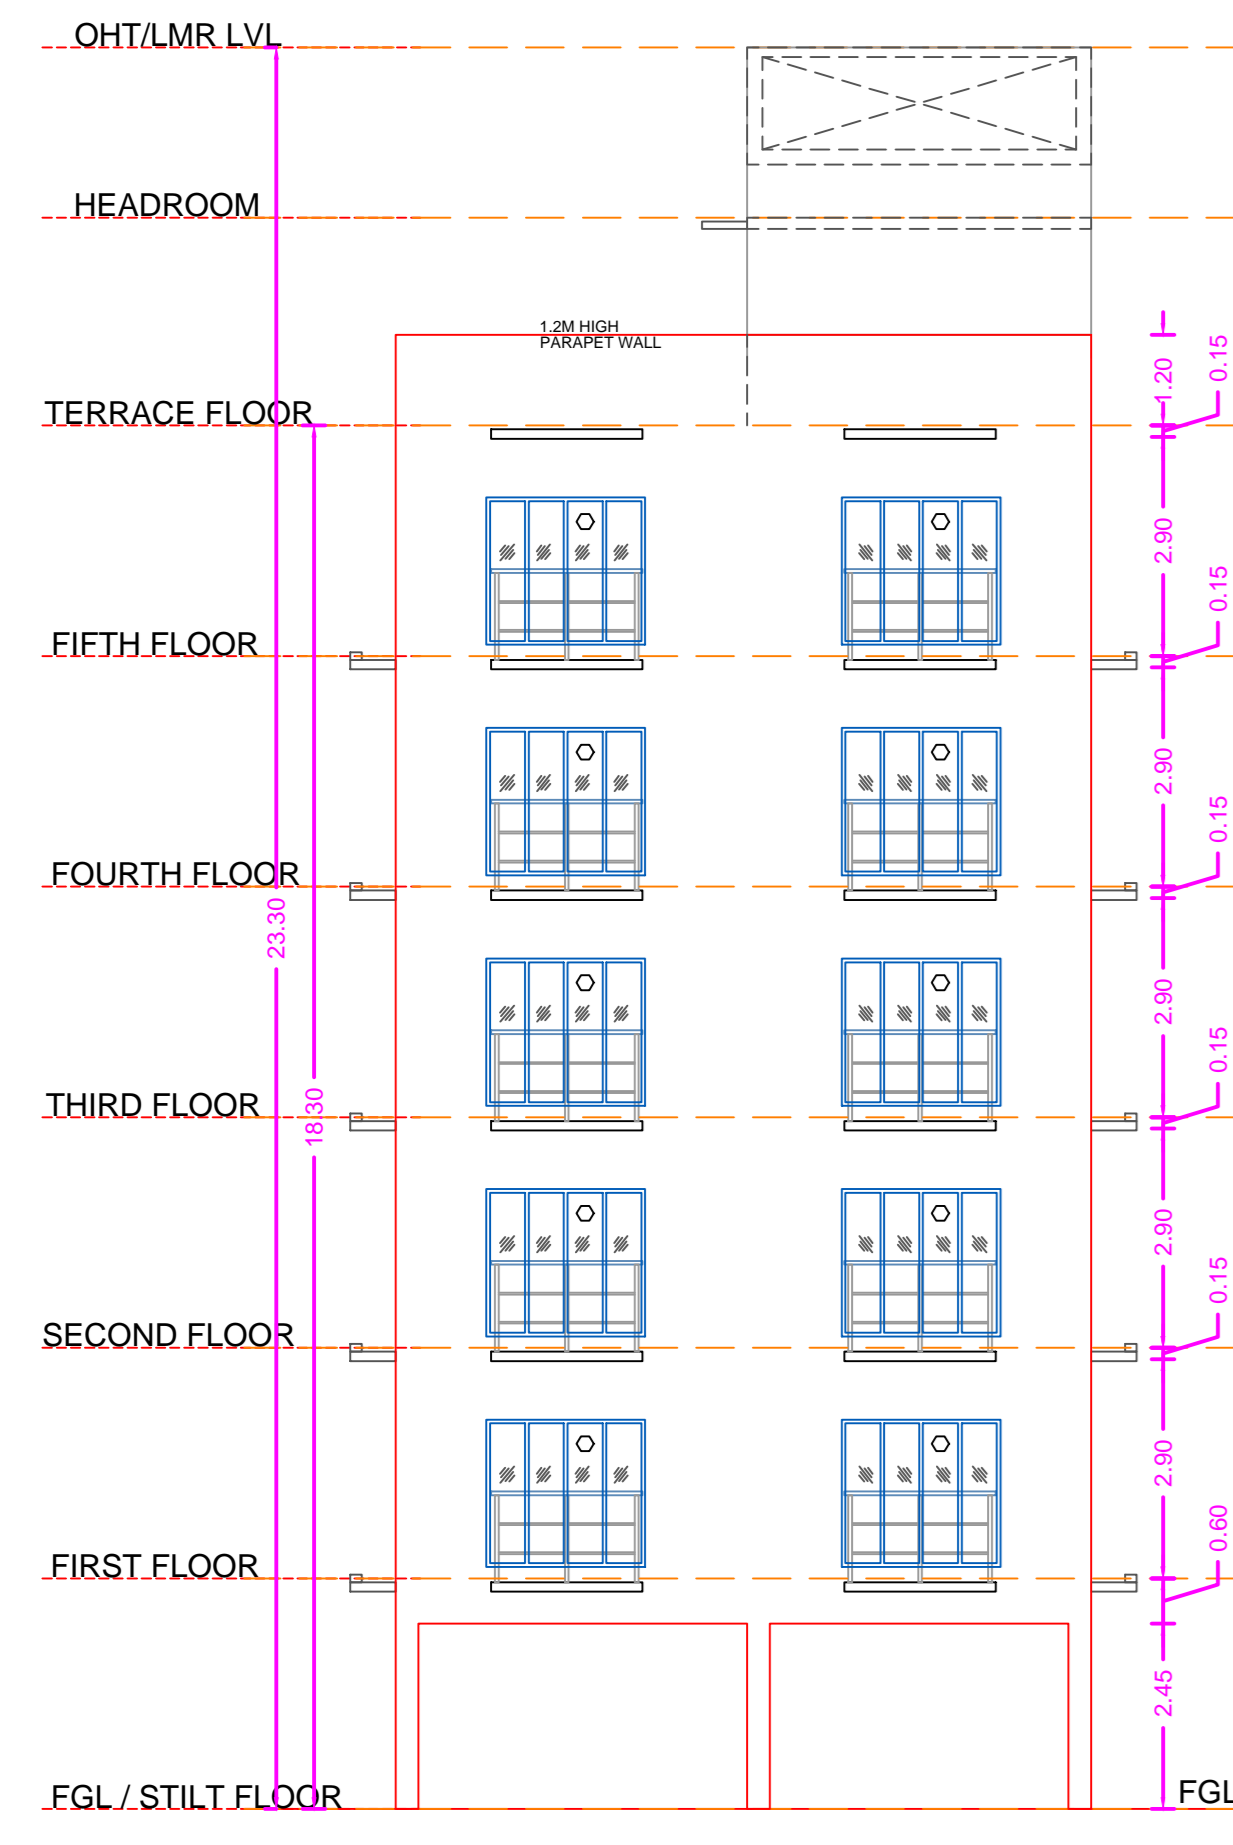 OHT/LMR LVL
HEADROOM
1.2M HIGH
PARAPET WALL
1.20
0.15
TERRACE FLOOR
2.90
0.15
FIFTH FLOOR
2.90
0.15
FOURTH FLOOR
23.30
2.90
0.15
THIRD FLOOR
18.30
2.90
0.15
SECOND FLOOR
2.90
0.60
FIRST FLOOR
2.45
FGL / STILT FLOOR
FGL